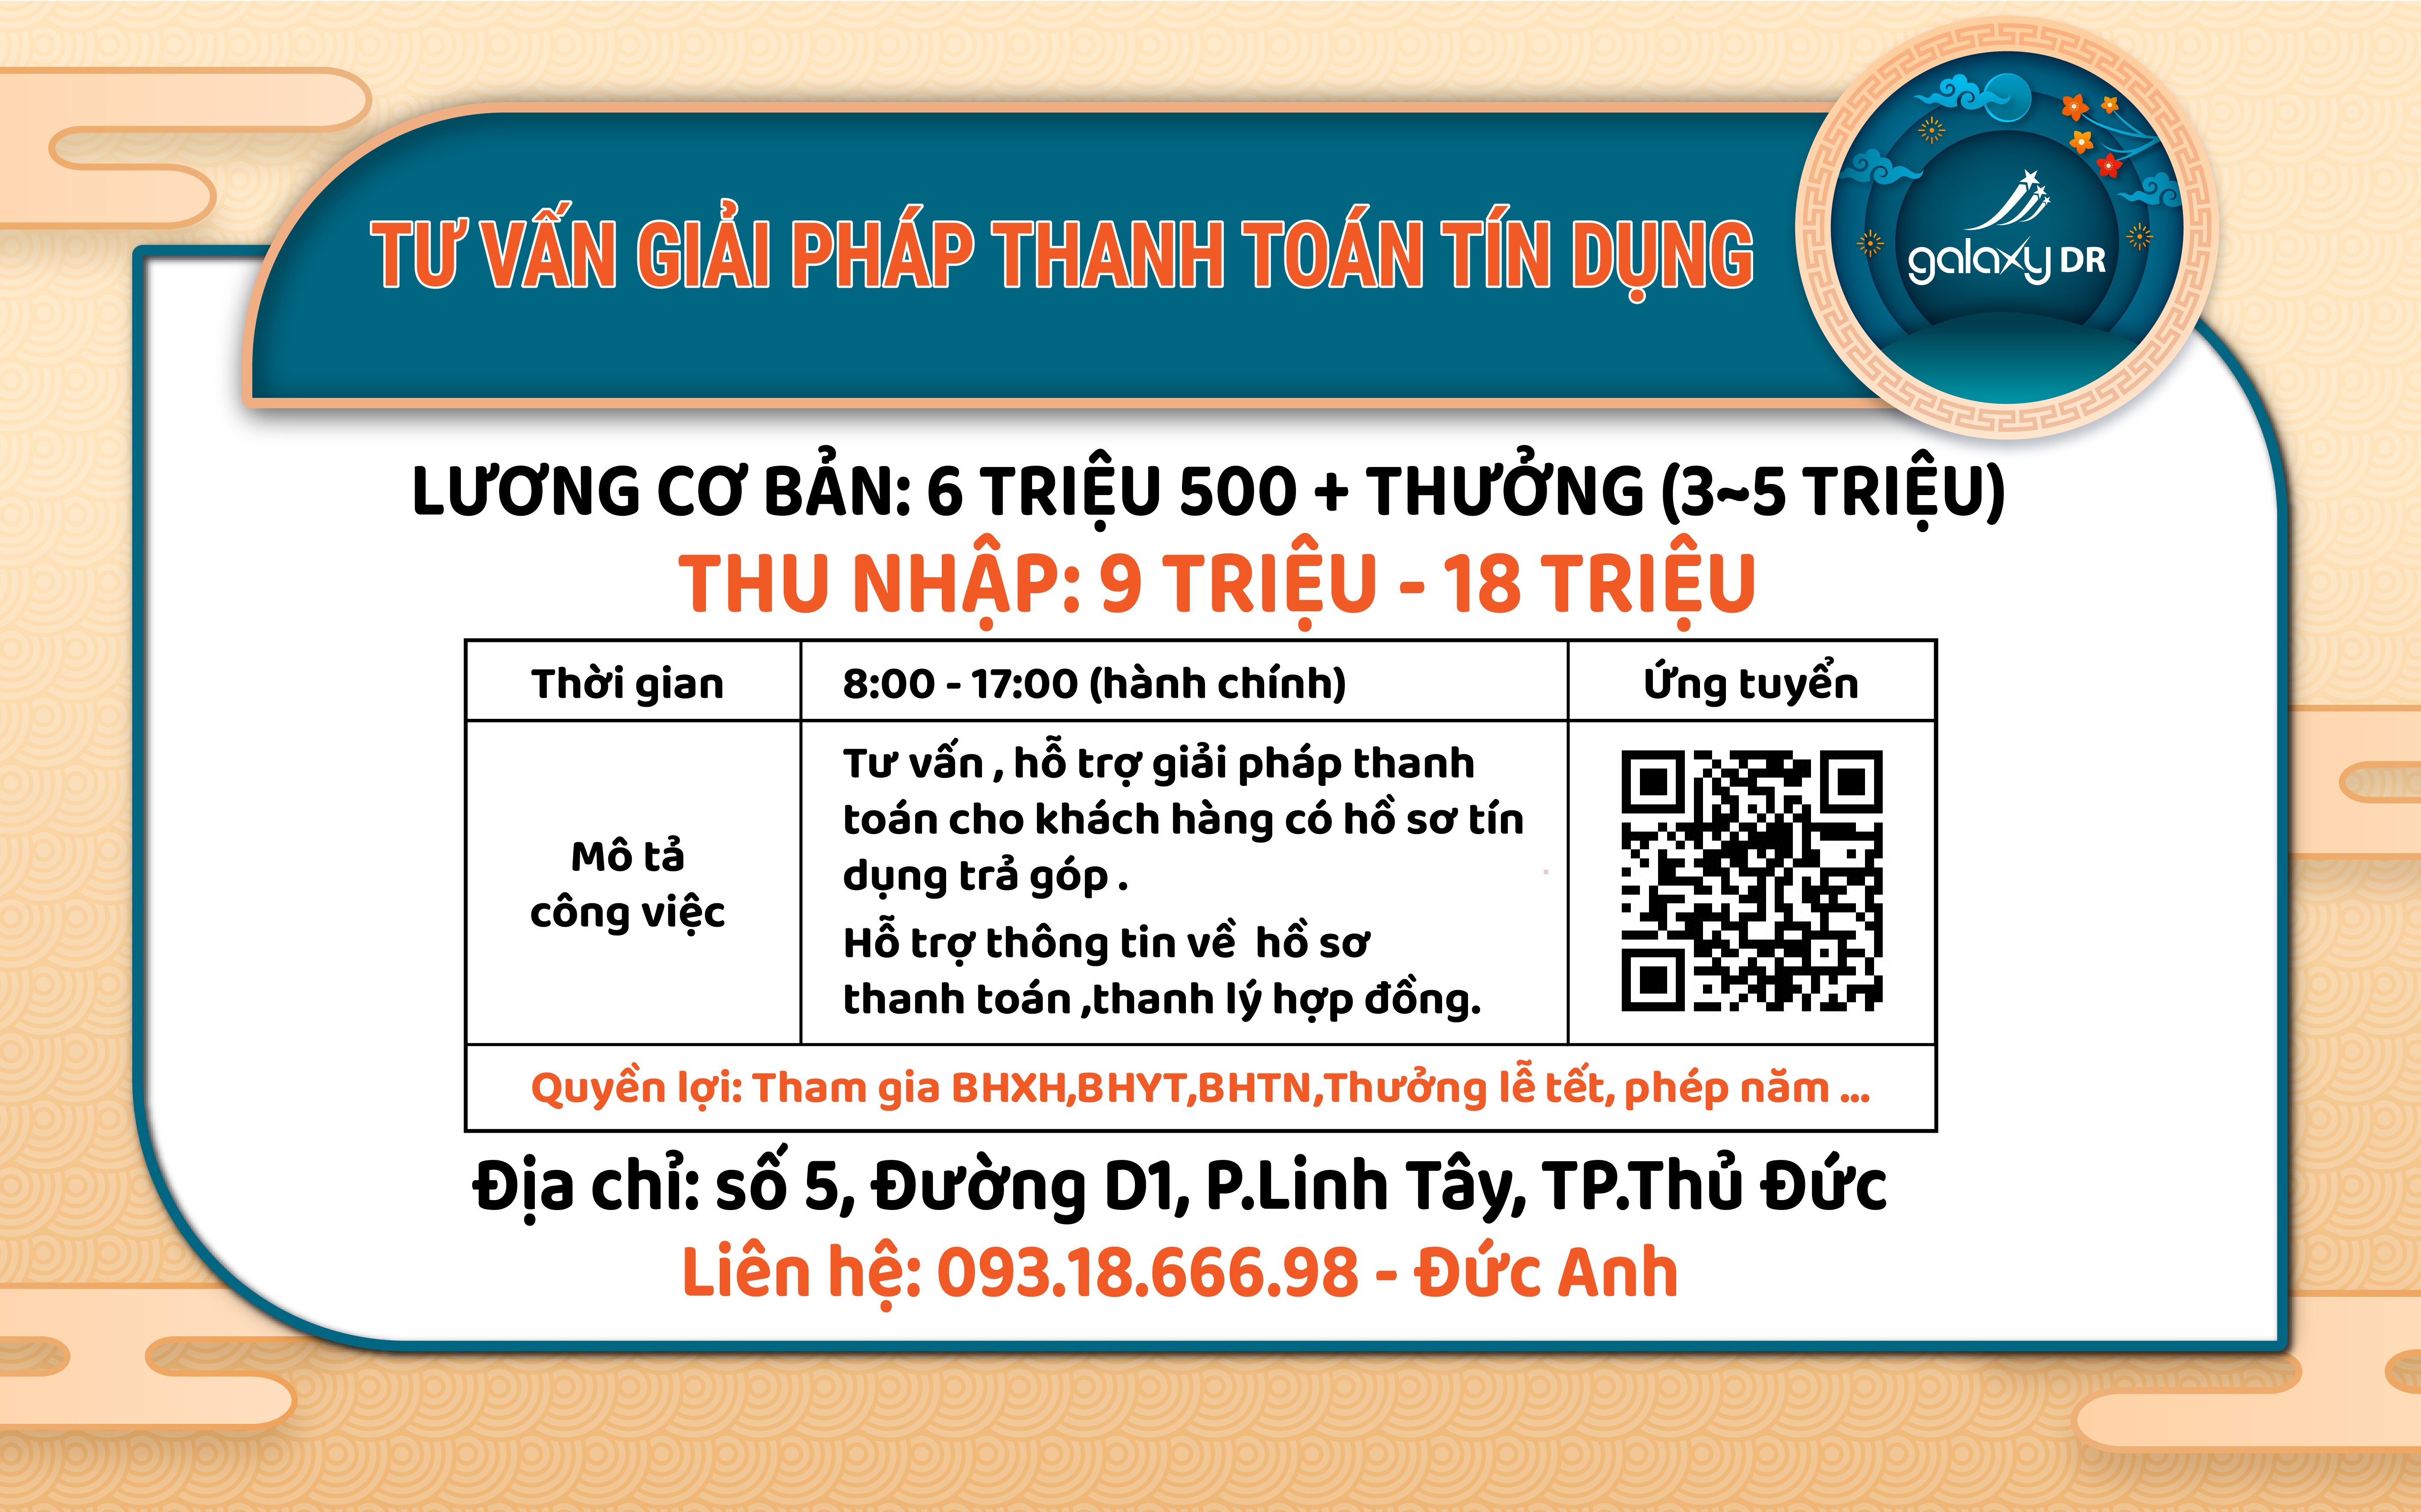 TƯ VẤN GIẢI PHÁP THANH TOÁN TÍN DỤNG
galaxy DR
LƯƠNG CƠ BẢN: 6 TRIỆU 500 + THƯỞNG (3~5 TRIỆU)
THU NHẬP: 9 TRIỆU - 18 TRIỆU
Thời gian
8:00 - 17:00 (hành chính)
Ứng tuyển
Mô tả
công việc
Tư vấn , hỗ trợ giải pháp thanh
toán cho khách hàng có hồ sơ tín
dụng trả góp .
Hỗ trợ thông tin về hồ sơ
thanh toán ,thanh lý hợp đồng.
Quyền lợi: Tham gia BHXH,BHYT,BHTN,Thưởng lễ tết, phép năm ...
Địa chỉ: số 5, Đường D1, P.Linh Tây, TP.Thủ Đức
Liên hệ: 093.18.666.98 - Đức Anh